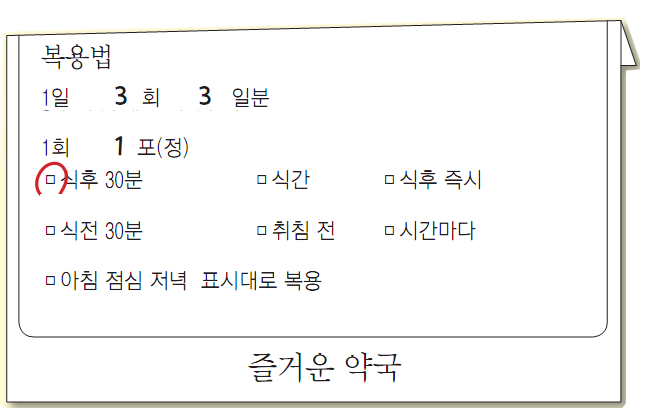 복용법
1일 3 회 3 일분
1회 1 포(정)
□ 식후 30분 □ 식간 □ 식후 즉시
□ 식전 30분 □ 취침 전 □ 시간마다
□ 아침 점심 저녁 표시대로 복용
즐거운 약국